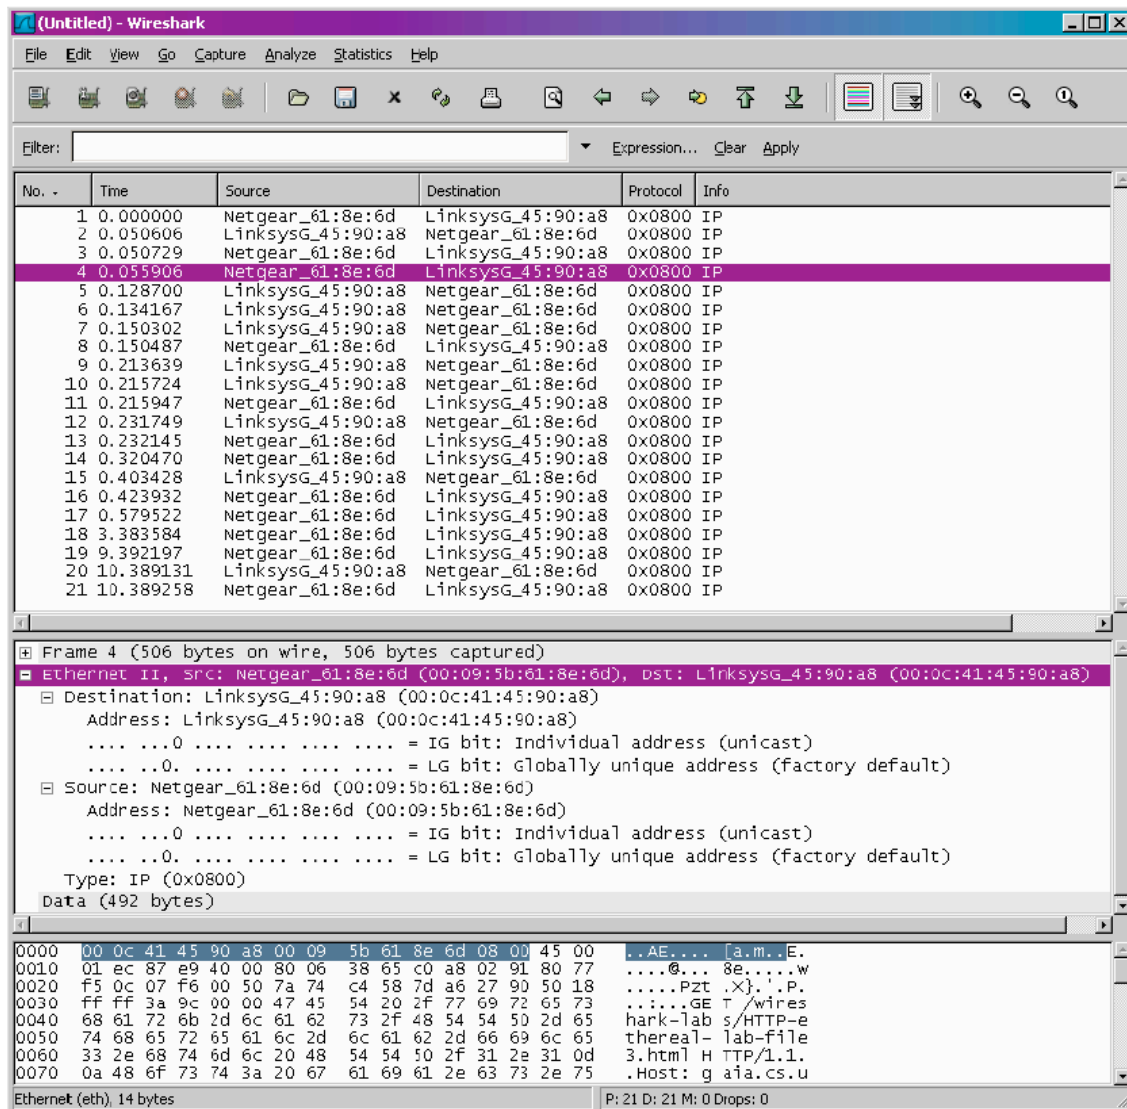 (Untitled) - Wireshark
File Edit View Go Capture Analyze Statistics Help
Filter: Expression... Clear Apply
No. - Time Source Destination Protocol Info
1 0.000000 Netgear_61:8e:6d LinksysG_45:90:a8 0x0800 IP
2 0.050606 LinksysG_45:90:a8 Netgear_61:8e:6d 0x0800 IP
3 0.050729 Netgear_61:8e:6d LinksysG_45:90:a8 0x0800 IP
4 0.055906 Netgear_61:8e:6d LinksysG_45:90:a8 0x0800 IP
5 0.128700 LinksysG_45:90:a8 Netgear_61:8e:6d 0x0800 IP
6 0.134167 LinksysG_45:90:a8 Netgear_61:8e:6d 0x0800 IP
7 0.150302 LinksysG_45:90:a8 Netgear_61:8e:6d 0x0800 IP
8 0.150487 Netgear_61:8e:6d LinksysG_45:90:a8 0x0800 IP
9 0.213639 LinksysG_45:90:a8 Netgear_61:8e:6d 0x0800 IP
10 0.215724 LinksysG_45:90:a8 Netgear_61:8e:6d 0x0800 IP
11 0.215947 Netgear_61:8e:6d LinksysG_45:90:a8 0x0800 IP
12 0.231749 LinksysG_45:90:a8 Netgear_61:8e:6d 0x0800 IP
13 0.232145 Netgear_61:8e:6d LinksysG_45:90:a8 0x0800 IP
14 0.320470 Netgear_61:8e:6d LinksysG_45:90:a8 0x0800 IP
15 0.403428 LinksysG_45:90:a8 Netgear_61:8e:6d 0x0800 IP
16 0.423932 Netgear_61:8e:6d LinksysG_45:90:a8 0x0800 IP
17 0.579522 Netgear_61:8e:6d LinksysG_45:90:a8 0x0800 IP
18 3.383584 Netgear_61:8e:6d LinksysG_45:90:a8 0x0800 IP
19 9.392197 Netgear_61:8e:6d LinksysG_45:90:a8 0x0800 IP
20 10.389131 LinksysG_45:90:a8 Netgear_61:8e:6d 0x0800 IP
21 10.389258 Netgear_61:8e:6d LinksysG_45:90:a8 0x0800 IP
Frame 4 (506 bytes on wire, 506 bytes captured)
Ethernet II, Src: Netgear_61:8e:6d (00:09:5b:61:8e:6d), Dst: LinksysG_45:90:a8 (00:0c:41:45:90:a8)
Destination: LinksysG_45:90:a8 (00:0c:41:45:90:a8)
Address: LinksysG_45:90:a8 (00:0c:41:45:90:a8)
.... ...0 .... .... .... .... = IG bit: Individual address (unicast)
.... ..0. .... .... .... .... = LG bit: Globally unique address (factory default)
Source: Netgear_61:8e:6d (00:09:5b:61:8e:6d)
Address: Netgear_61:8e:6d (00:09:5b:61:8e:6d)
.... ...0 .... .... .... .... = IG bit: Individual address (unicast)
.... ..0. .... .... .... .... = LG bit: Globally unique address (factory default)
Type: IP (0x0800)
Data (492 bytes)
0000 00 0c 41 45 90 a8 00 09 5b 61 8e 6d 08 00 45 00 ..AE.... [a.m..E.
0010 01 ec 87 e9 40 00 80 06 38 65 c0 a8 02 91 80 77 ....@... 8e.....w
0020 f5 0c 07 f6 00 50 7a 74 c4 58 7d a6 27 90 50 18 .....Pzt .X}.'.P.
0030 ff ff 3a 9c 00 00 47 45 54 20 2f 77 69 72 65 73 ..:...GE T /wires
0040 68 61 72 6b 2d 6c 61 62 73 2f 48 54 54 50 2d 65 hark-lab s/HTTP-e
0050 74 68 65 72 65 61 6c 2d 6c 61 62 2d 66 69 6c 65 thereal- lab-file
0060 33 2e 68 74 6d 6c 20 48 54 54 50 2f 31 2e 31 0d 3.html H TTP/1.1.
0070 0a 48 6f 73 74 3a 20 67 61 69 61 2e 63 73 2e 75 .Host: g aia.cs.u
Ethernet (eth), 14 bytes P: 21 D: 21 M: 0 Drops: 0